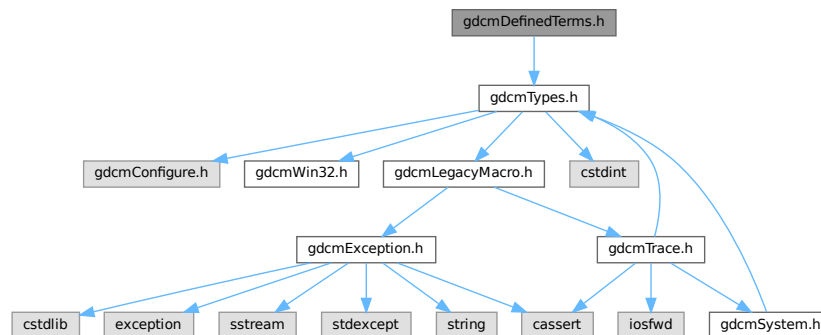 gdcmDefinedTerms.h
gdcmTypes.h
gdcmConfigure.h
gdcmWin32.h
gdcmLegacyMacro.h
cstdint
gdcmException.h
gdcmTrace.h
cstdlib
exception
sstream
stdexcept
string
cassert
iosfwd
gdcmSystem.h